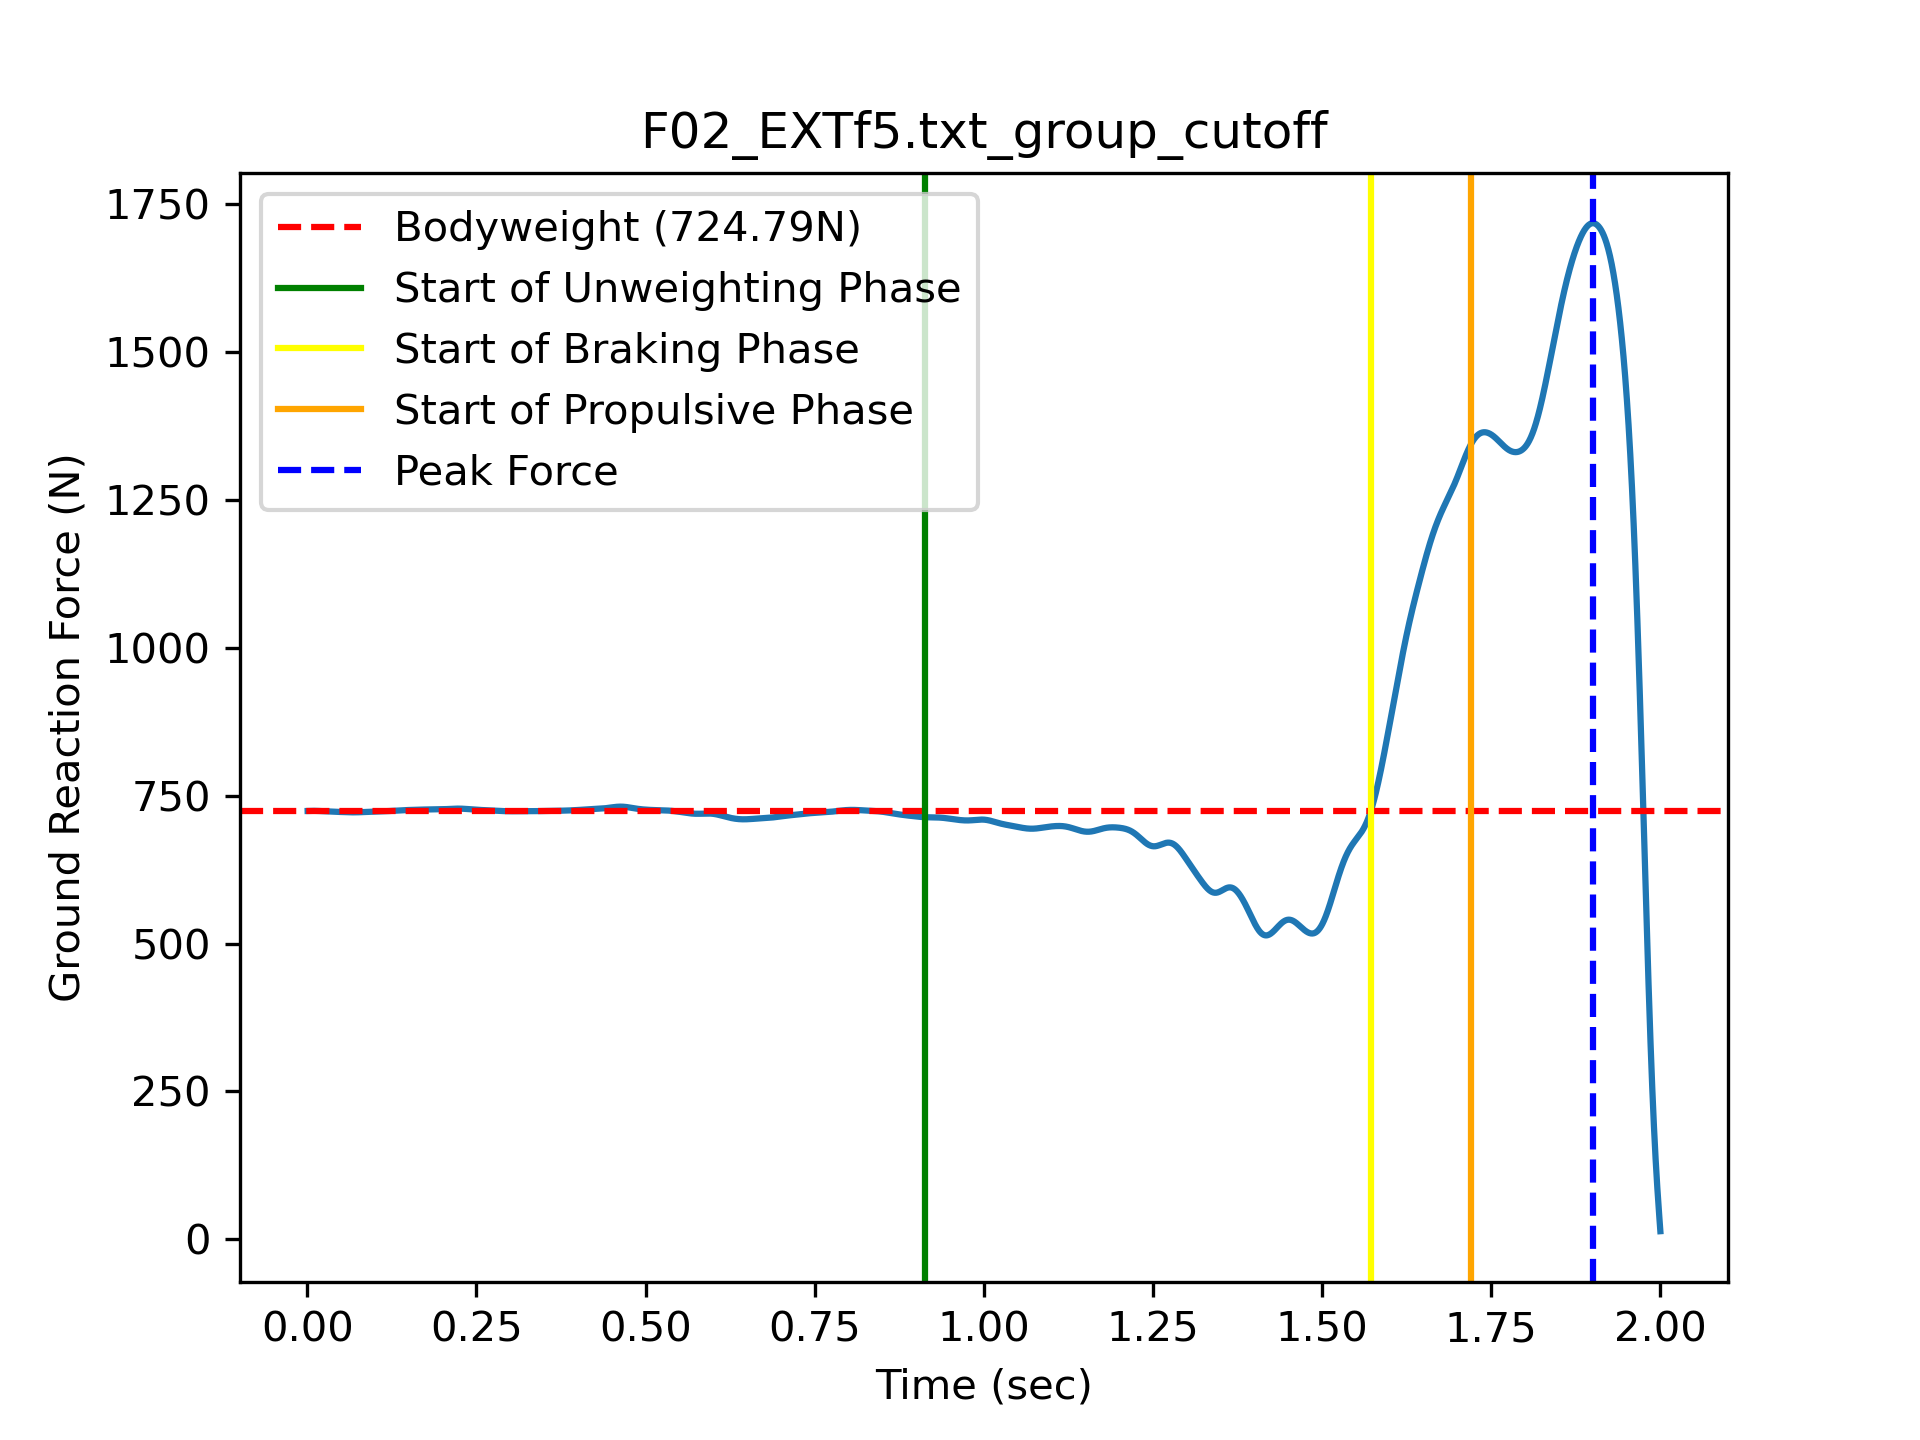 F02_EXTf5.txt_group_cutoff
Bodyweight (724.79N)
Start of Unweighting Phase
Start of Braking Phase
Start of Propulsive Phase
Peak Force
Ground Reaction Force (N)
1750
1500
1250
1000
750
500
250
0
0.00 0.25 0.50 0.75 1.00 1.25 1.50 1.75 2.00
Time (sec)